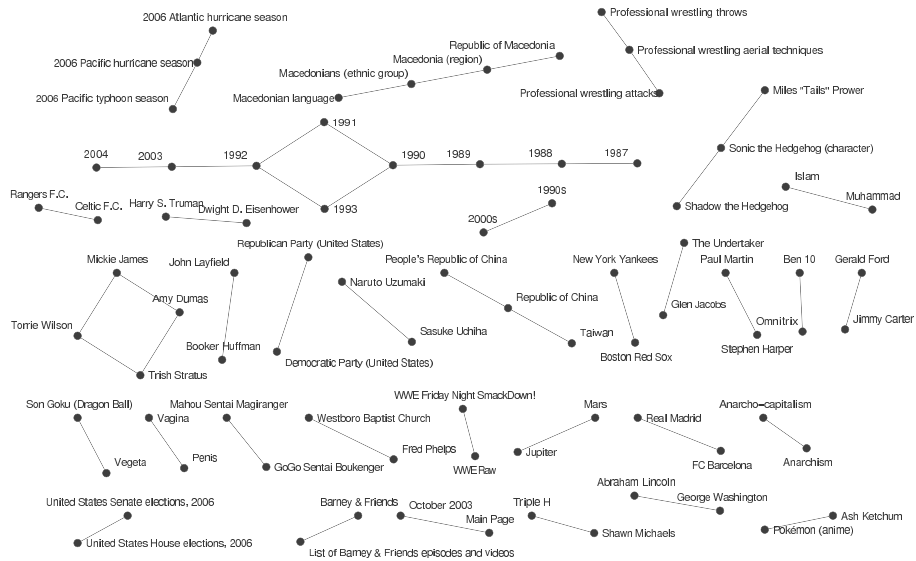 2006 Atlantic hurricane season
2006 Pacific hurricane season
2006 Pacific typhoon season
Republic of Macedonia
Macedonia (region)
Macedonians (ethnic group)
Macedonian language
Professional wrestling throws
Professional wrestling aerial techniques
Professional wrestling attacks
Miles "Tails" Prower
Sonic the Hedgehog (character)
Shadow the Hedgehog
2004
2003
1992
1991
1993
1990
1989
1988
1987
1990s
2000s
Islam
Muhammad
Rangers F.C.
Celtic F.C.
Harry S. Truman
Dwight D. Eisenhower
Mickie James
Amy Dumas
Torrie Wilson
Trish Stratus
John Layfield
Booker Huffman
Republican Party (United States)
Democratic Party (United States)
Naruto Uzumaki
Sasuke Uchiha
People's Republic of China
Republic of China
Taiwan
New York Yankees
Boston Red Sox
The Undertaker
Glen Jacobs
Paul Martin
Stephen Harper
Ben 10
Omnitrix
Gerald Ford
Jimmy Carter
Son Goku (Dragon Ball)
Vegeta
Vagina
Penis
Mahou Sentai Magiranger
GoGo Sentai Boukenger
Westboro Baptist Church
Fred Phelps
WWE Friday Night SmackDown!
WWE Raw
Mars
Jupiter
Real Madrid
FC Barcelona
Anarcho-capitalism
Anarchism
United States Senate elections, 2006
United States House elections, 2006
Barney & Friends
List of Barney & Friends episodes and videos
October 2003
Main Page
Triple H
Shawn Michaels
Abraham Lincoln
George Washington
Ash Ketchum
Pokémon (anime)